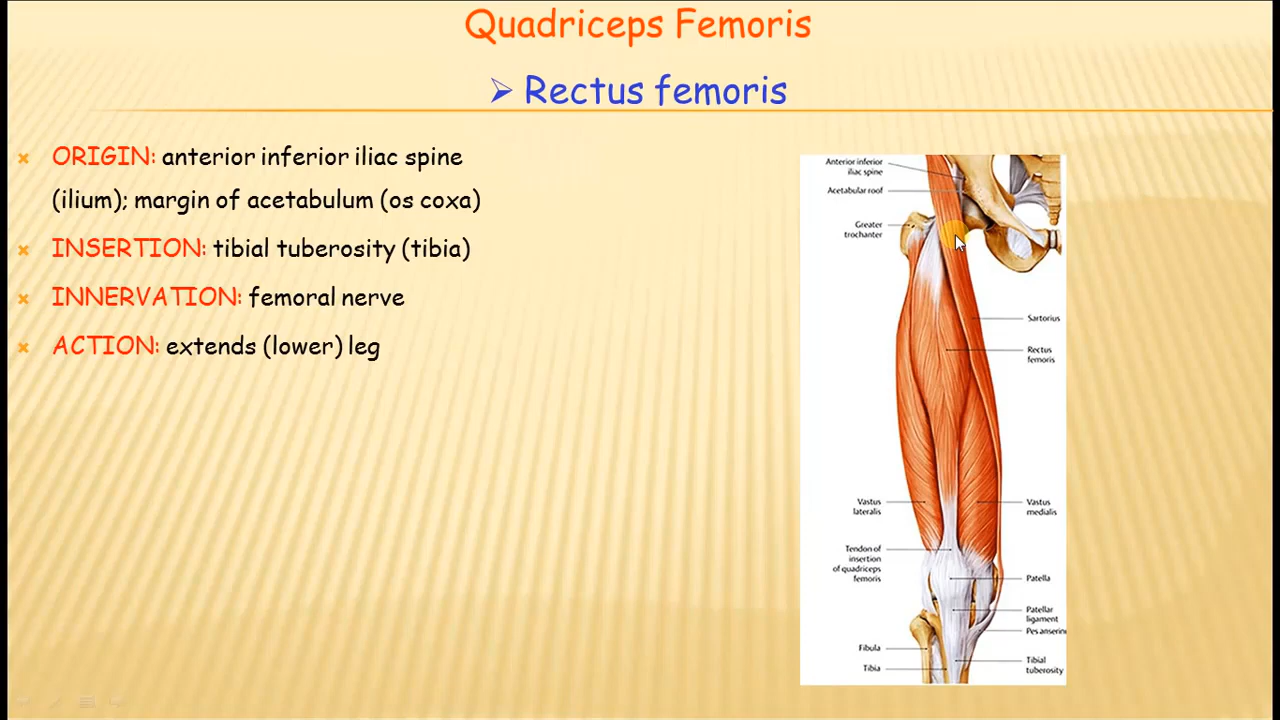 Quadriceps Femoris
Rectus femoris
ORIGIN: anterior inferior iliac spine
(ilium); margin of acetabulum (os coxa)
INSERTION: tibial tuberosity (tibia)
INNERVATION: femoral nerve
ACTION: extends (lower) leg
Anterior inferior
iliac spine
Acetabular roof
Greater
trochanter
Sartorius
Rectus
femoris
Vastus
lateralis
Vastus
medialis
Tendon of
insertion
of quadriceps
femoris
Patella
Patellar
ligament
Pes anserin
Fibula
Tibia
Tibial
tuberosity